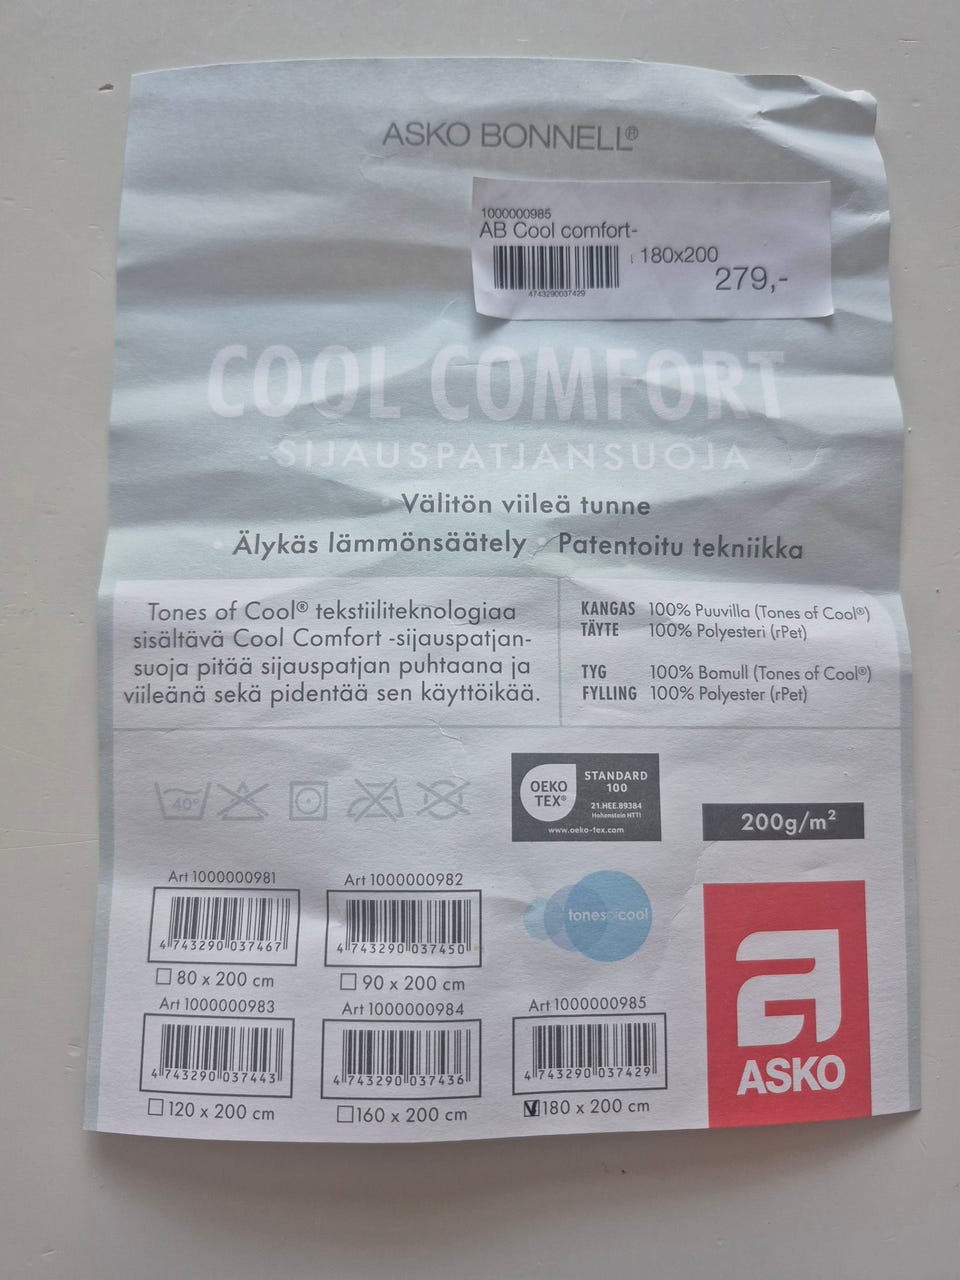 ASKO BONNELL®
1000000985
AB Cool comfort-
180x200
279,-
4743290037429
COOL COMFORT
-SIJAUSPATJANSUOJA
Välitön viileä tunne
Älykäs lämmönsäätely • Patentoitu tekniikka
Tones of Cool® tekstiiliteknologiaa
sisältävä Cool Comfort -sijauspatjan-
suoja pitää sijauspatjan puhtaana ja
viileänä sekä pidentää sen käyttöikää.
KANGAS 100% Puuvilla (Tones of Cool®)
TÄYTE 100% Polyesteri (rPet)
TYG 100% Bomull (Tones of Cool®)
FYLLING 100% Polyester (rPet)
40°
OEKO
TEX®
STANDARD
100
21.HEE.89384
Hohenstein HTTI
www.oeko-tex.com
200g/m²
Art 1000000981
4 743290 037467
80 x 200 cm
Art 1000000982
4 743290 037450
90 x 200 cm
tonesofcool
Art 1000000983
4 743290 037443
120 x 200 cm
Art 1000000984
4 743290 037436
160 x 200 cm
Art 1000000985
4 743290 037429
180 x 200 cm
ASKO